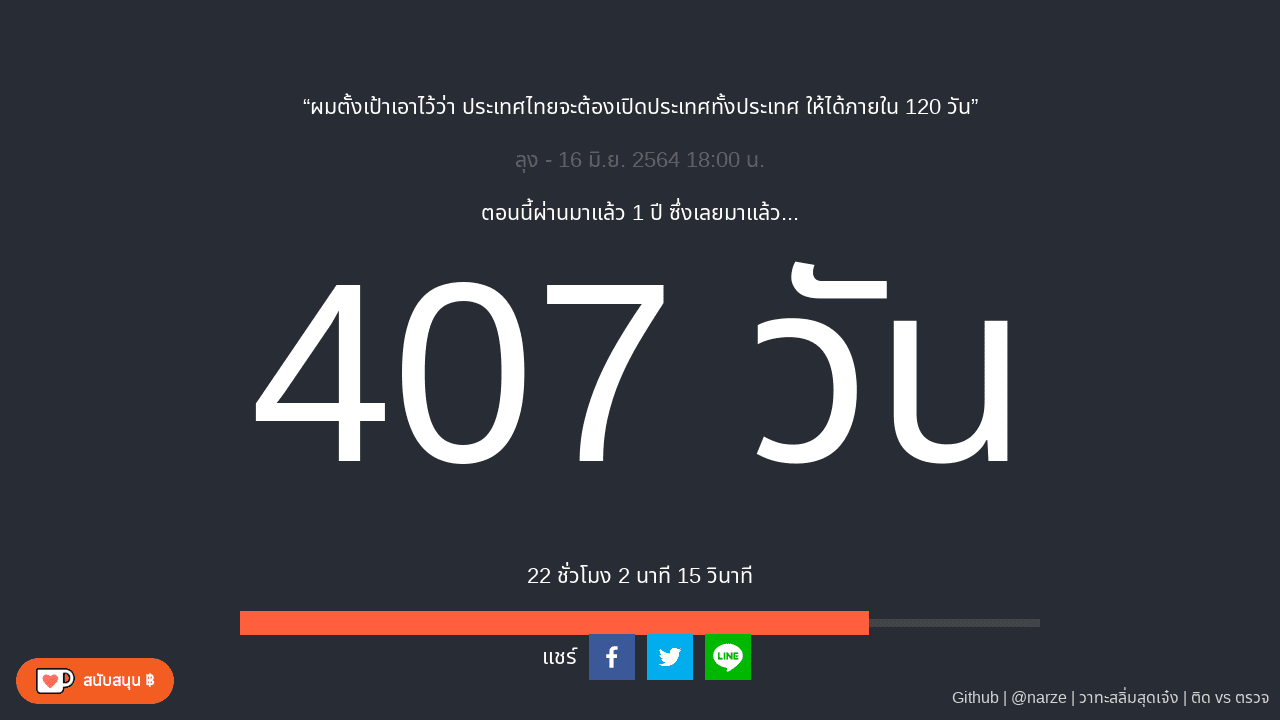 “ผมตั้งเป้าเอาไว้ว่า ประเทศไทยจะต้องเปิดประเทศทั้งประเทศ ให้ได้ภายใน 120 วัน”
ลุง - 16 มิ.ย. 2564 18:00 น.
ตอนนี้ผ่านมาแล้ว 1 ปี ซึ่งเลยมาแล้ว...
407 วัน
22 ชั่วโมง 2 นาที 15 วินาที
แชร์
LINE
สนับสนุน ฿
Github | @narze | วาทะสลิ่มสุดเจ๋ง | ติด vs ตรวจ